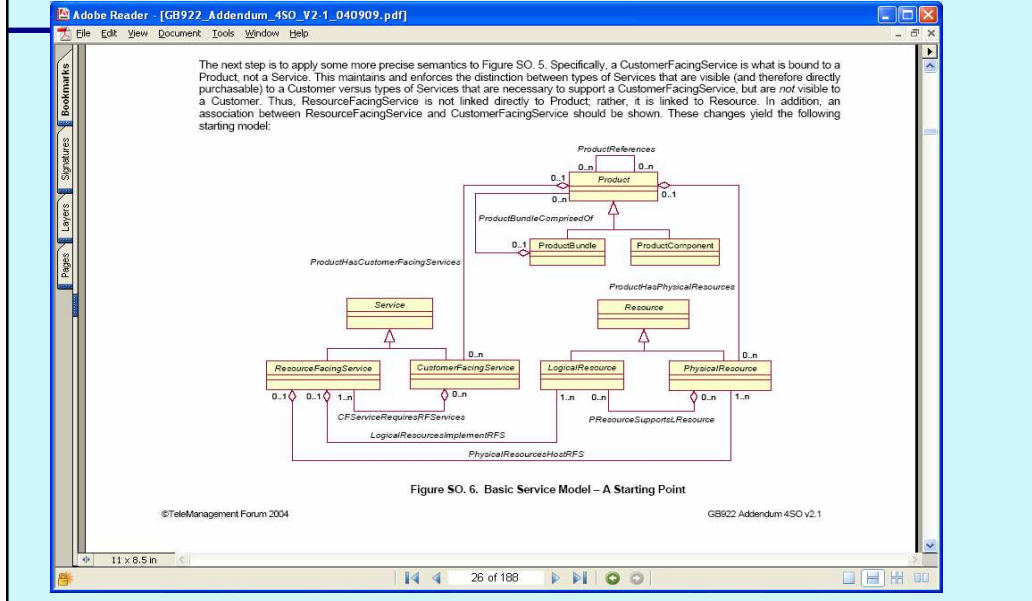 Adobe Reader - [GB922_Addendum_4SO_V2-1_040909.pdf]
File Edit View Document Tools Window Help
Bookmarks
Signatures
Layers
Pages
The next step is to apply some more precise semantics to Figure SO. 5. Specifically, a CustomerFacingService is what is bound to a
Product, not a Service. This maintains and enforces the distinction between types of Services that are visible (and therefore directly
purchasable) to a Customer versus types of Services that are necessary to support a CustomerFacingService, but are not visible to
a Customer. Thus, ResourceFacingService is not linked directly to Product; rather, it is linked to Resource. In addition, an
association between ResourceFacingService and CustomerFacingService should be shown. These changes yield the following
starting model:
ProductReferences
0..n 0..n
0..1 Product
0..n 0..1
ProductBundleComprisedOf
0..1 ProductBundle ProductComponent
ProductHasCustomerFacingServices
ProductHasPhysicalResources
Service Resource
0..n 0..n
ResourceFacingService CustomerFacingService LogicalResource PhysicalResource
0..1 0..1 1..n 0..n 1..n 0..n 0..n 1..n
CFServiceRequiresRFServices PResourceSupportsLResource
LogicalResourcesImplementRFS
PhysicalResourcesHostRFS
Figure SO. 6. Basic Service Model – A Starting Point
©TeleManagement Forum 2004 GB922 Addendum 4SO v2.1
11 x 8.5 in
26 of 188